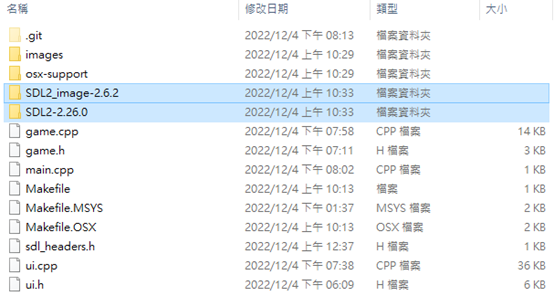 名稱 修改日期 類型 大小
.git 2022/12/4 下午 08:13 檔案資料夾
images 2022/12/4 上午 10:29 檔案資料夾
osx-support 2022/12/4 上午 10:29 檔案資料夾
SDL2_image-2.6.2 2022/12/4 下午 10:33 檔案資料夾
SDL2-2.26.0 2022/12/4 下午 10:33 檔案資料夾
game.cpp 2022/12/4 下午 07:58 CPP 檔案 14 KB
game.h 2022/12/4 下午 07:11 H 檔案 3 KB
main.cpp 2022/12/4 下午 08:02 CPP 檔案 1 KB
Makefile 2022/12/4 上午 10:13 檔案 1 KB
Makefile.MSYS 2022/12/4 下午 01:37 MSYS 檔案 2 KB
Makefile.OSX 2022/12/4 上午 10:13 OSX 檔案 2 KB
sdl_headers.h 2022/12/4 上午 12:37 H 檔案 1 KB
ui.cpp 2022/12/4 下午 07:38 CPP 檔案 36 KB
ui.h 2022/12/4 下午 06:09 H 檔案 6 KB